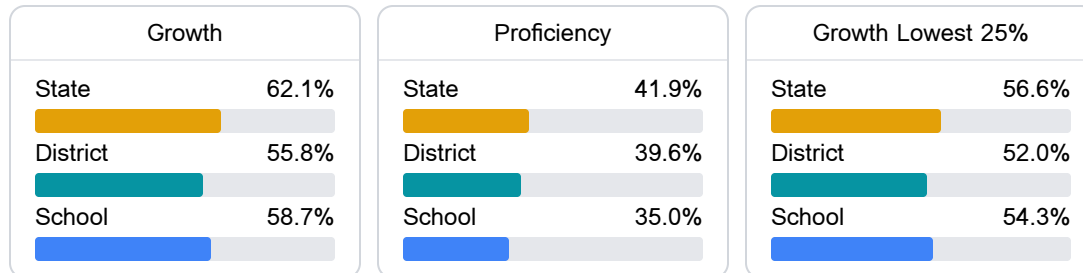 Growth
State 62.1%
District 55.8%
School 58.7%
Proficiency
State 41.9%
District 39.6%
School 35.0%
Growth Lowest 25%
State 56.6%
District 52.0%
School 54.3%